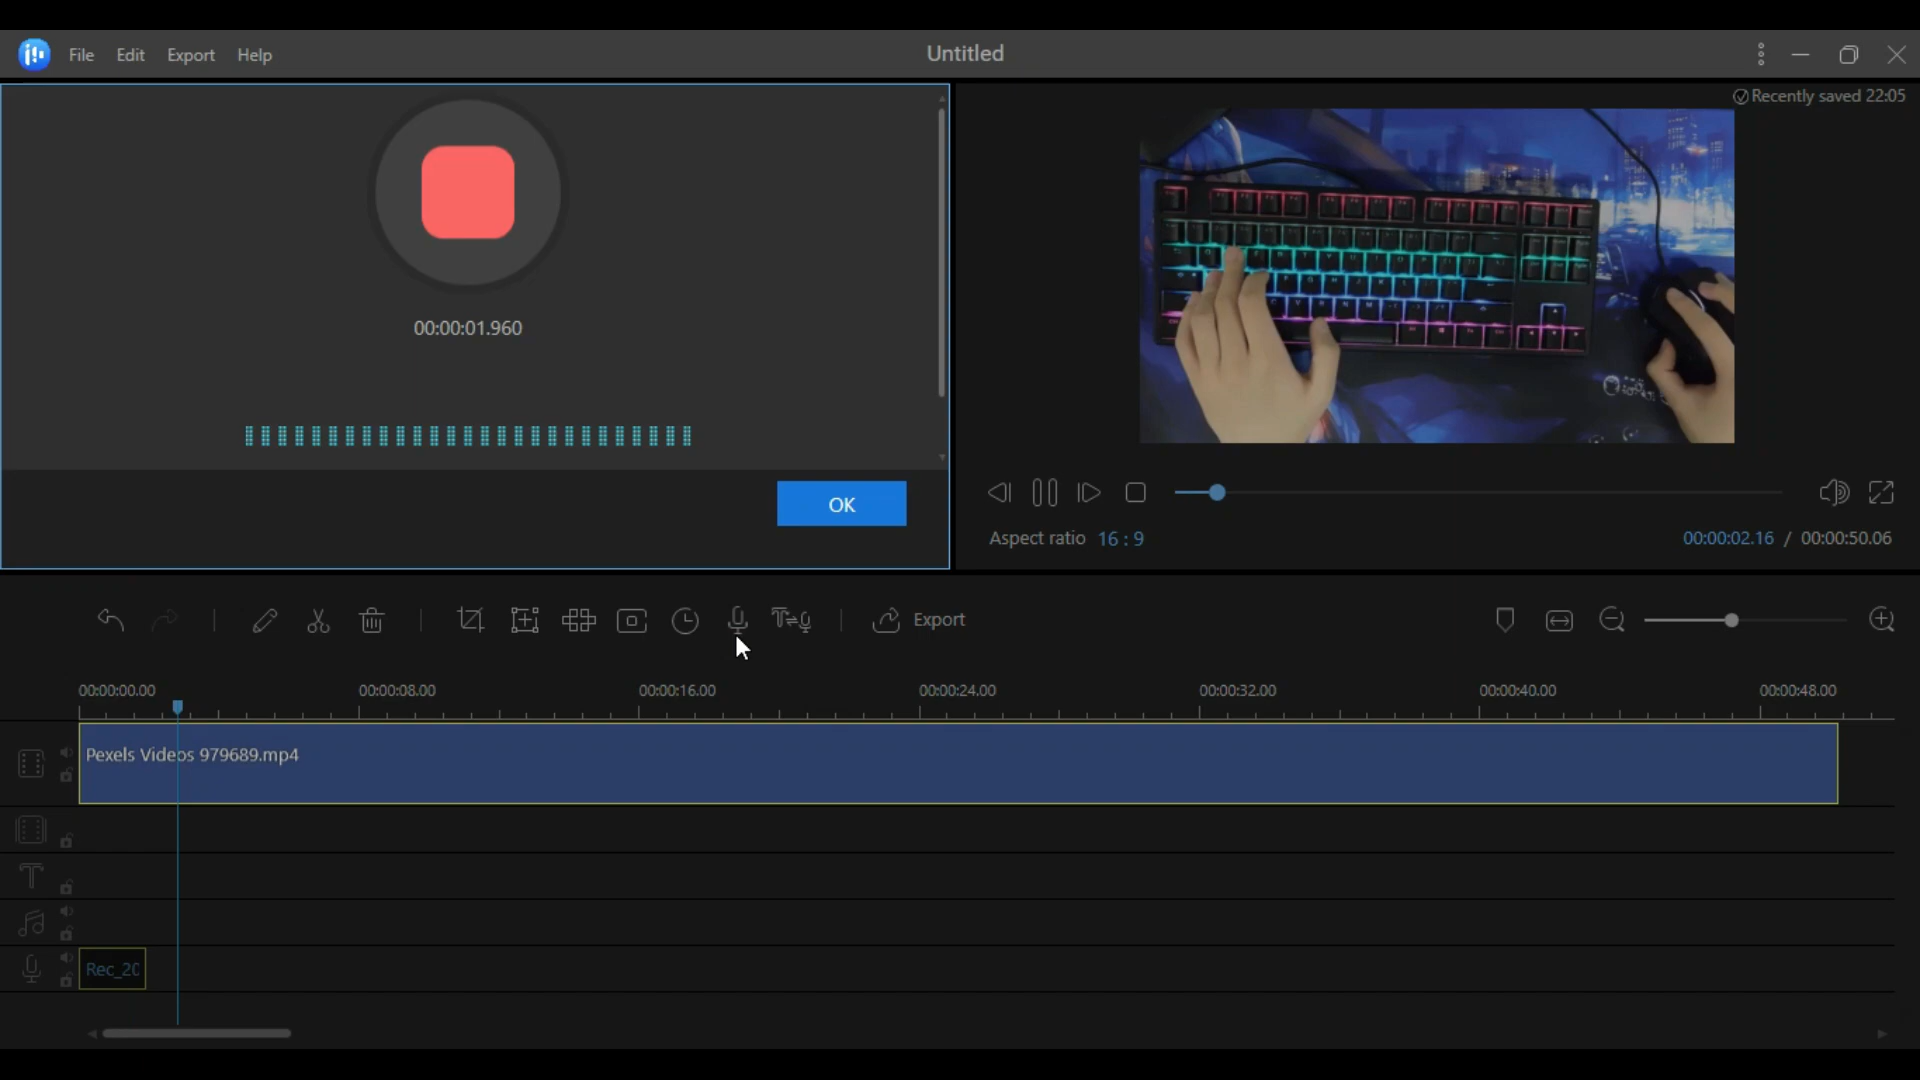 File Edit Export Help
Untitled
Recently saved 22:05
00:00:01.960
OK
Aspect ratio 16 : 9
00:00:02.16 / 00:00:50.06
Export
00:00:00.00 00:00:08.00 00:00:16.00 00:00:24.00 00:00:32.00 00:00:40.00 00:00:48.00
Pexels Videos 979689.mp4
Rec_20